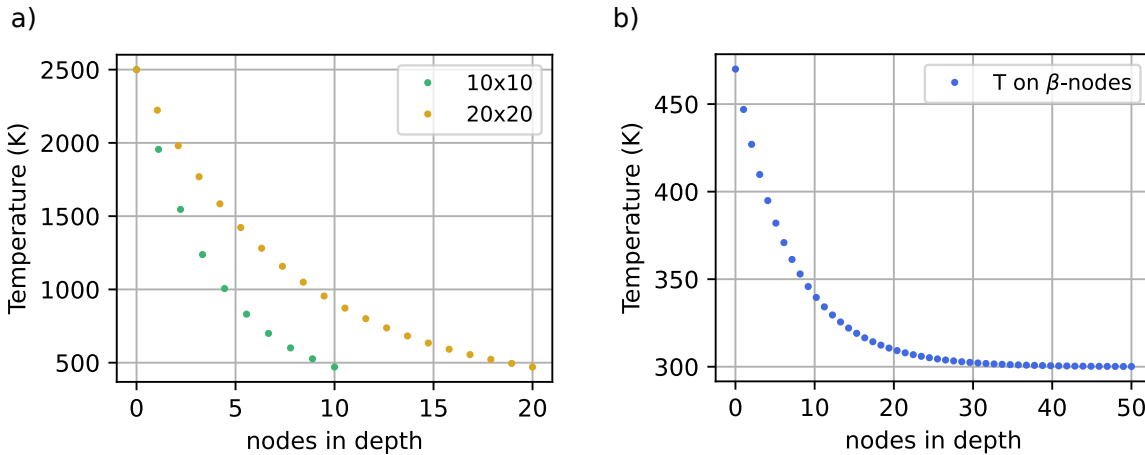 a)
2500
2000
1500
1000
500
Temperature (K)
10x10
20x20
0 5 10 15 20
nodes in depth
b)
450
400
350
300
Temperature (K)
T on β-nodes
0 10 20 30 40 50
nodes in depth